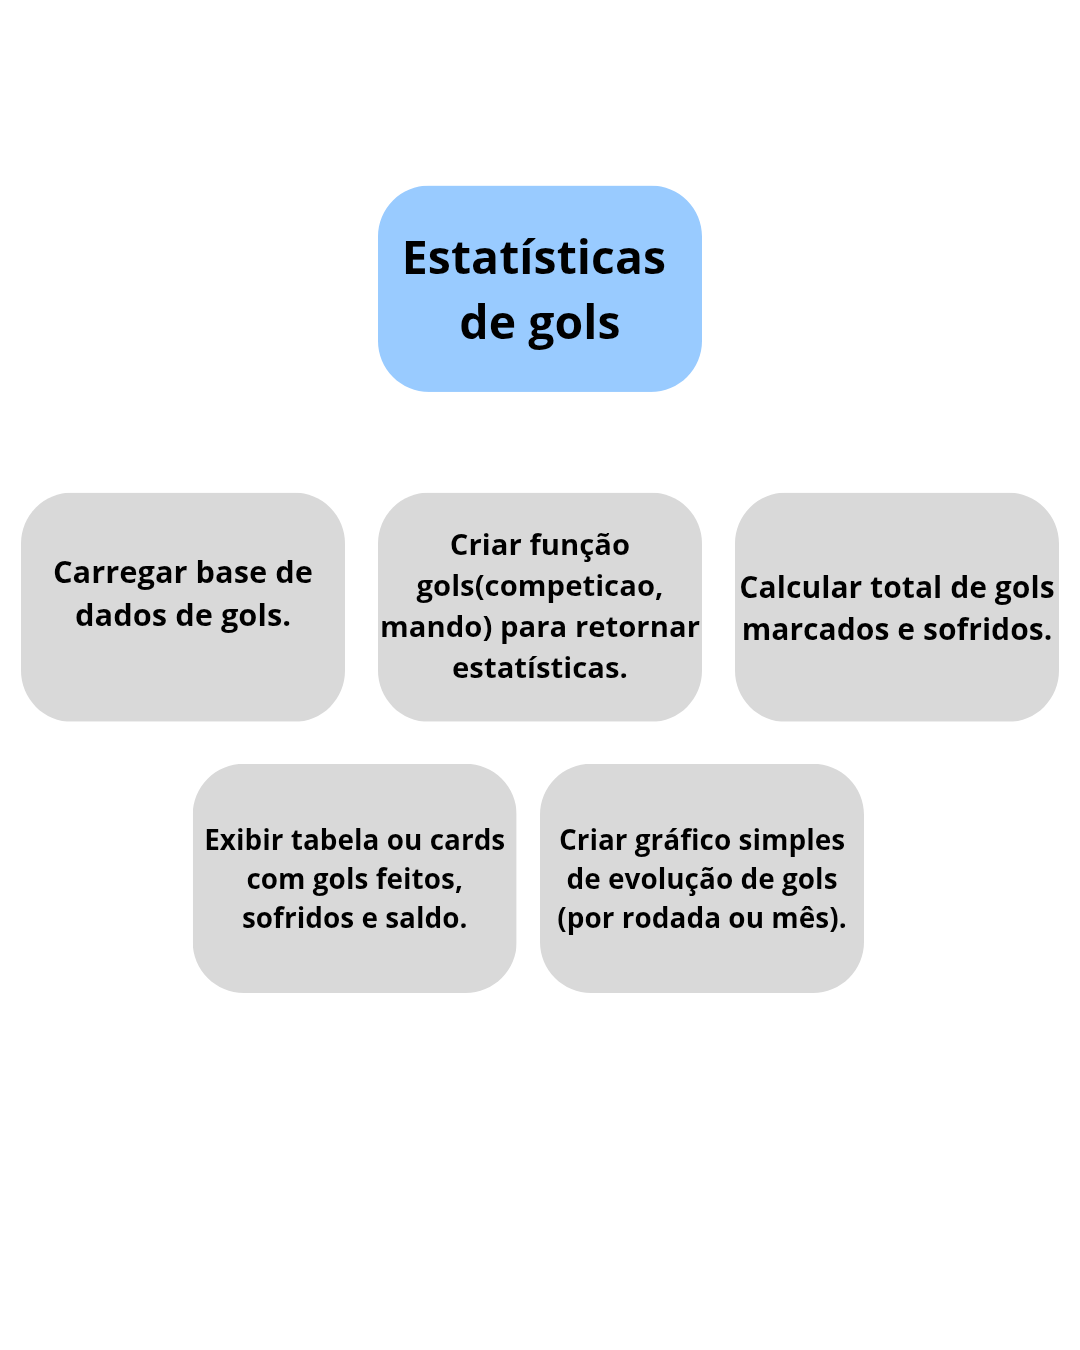 Estatísticas
de gols
Carregar base de
dados de gols.
Criar função
gols(competicao,
mando) para retornar
estatísticas.
Calcular total de gols
marcados e sofridos.
Exibir tabela ou cards
com gols feitos,
sofridos e saldo.
Criar gráfico simples
de evolução de gols
(por rodada ou mês).